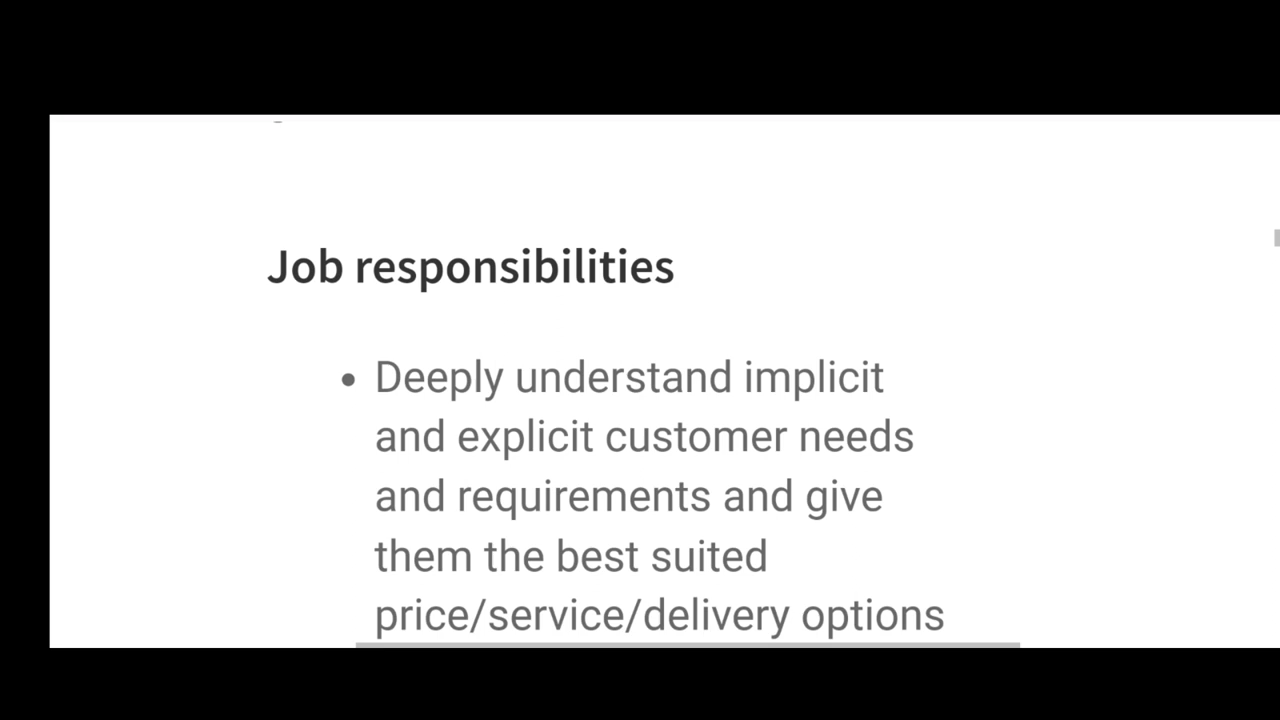 Job responsibilities
• Deeply understand implicit
and explicit customer needs
and requirements and give
them the best suited
price/service/delivery options